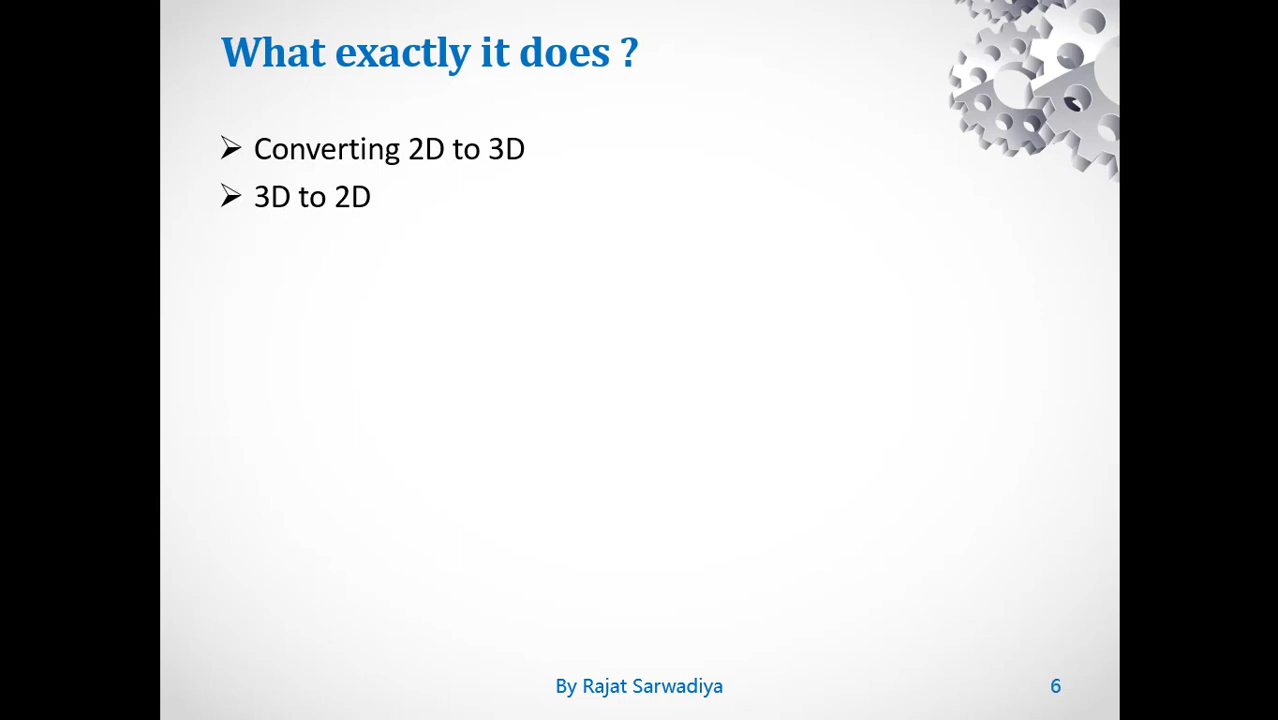 What exactly it does ?
➢ Converting 2D to 3D
➢ 3D to 2D
By Rajat Sarwadiya
6